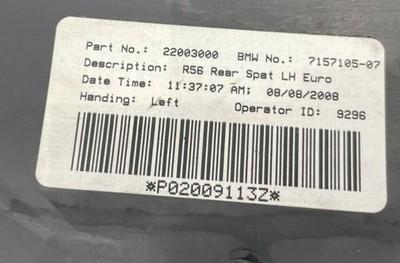 Part No.: 22003000 BMW No.: 7157105-07
Description: R56 Rear Spat LH Euro
Date Time: 11:37:07 AM; 08/08/2008
Handing: Left Operator ID: 9296
*P02009113Z*